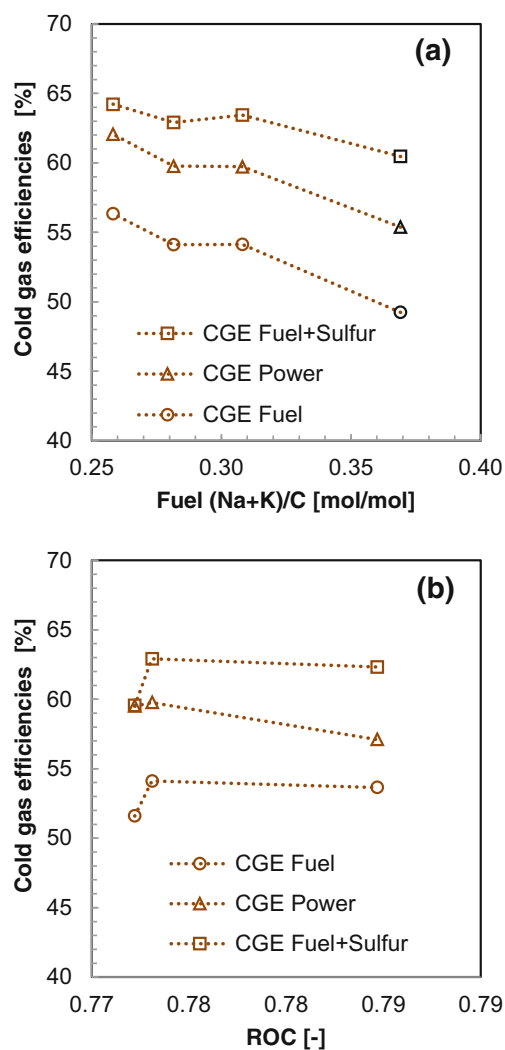 70
(a)
65
60
55
50
45
40
Cold gas efficiencies [%]
CGE Fuel+Sulfur
CGE Power
CGE Fuel
0.25 0.30 0.35 0.40
Fuel (Na+K)/C [mol/mol]
70
(b)
65
60
55
50
45
40
Cold gas efficiencies [%]
CGE Fuel
CGE Power
CGE Fuel+Sulfur
0.77 0.78 0.78 0.79 0.79
ROC [-]